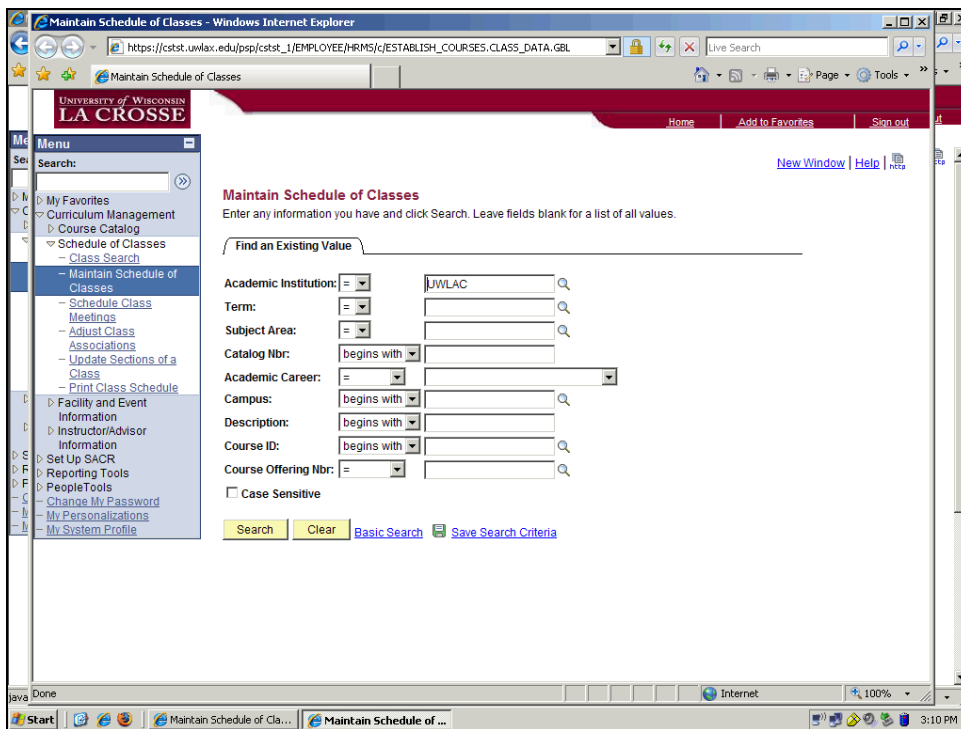 Maintain Schedule of Classes - Windows Internet Explorer
https://cstst.uwlax.edu/psp/cstst_1/EMPLOYEE/HRMS/c/ESTABLISH_COURSES.CLASS_DATA.GBL
Live Search
Maintain Schedule of Classes
Page
Tools
UNIVERSITY of WISCONSIN
LA CROSSE
Home
Add to Favorites
Sign out
Menu
Search:
New Window | Help |
http
My Favorites
Curriculum Management
Course Catalog
Schedule of Classes
Class Search
Maintain Schedule of
Classes
Schedule Class
Meetings
Adjust Class
Associations
Update Sections of a
Class
Print Class Schedule
Facility and Event
Information
Instructor/Advisor
Information
Set Up SACR
Reporting Tools
PeopleTools
Change My Password
My Personalizations
My System Profile
Maintain Schedule of Classes
Enter any information you have and click Search. Leave fields blank for a list of all values.
Find an Existing Value
Academic Institution: = UWLAC
Term: =
Subject Area: =
Catalog Nbr: begins with
Academic Career: =
Campus: begins with
Description: begins with
Course ID: begins with
Course Offering Nbr: =
Case Sensitive
Search Clear Basic Search Save Search Criteria
java
Done
Internet
100%
Start
Maintain Schedule of Cla...
Maintain Schedule of ...
3:10 PM